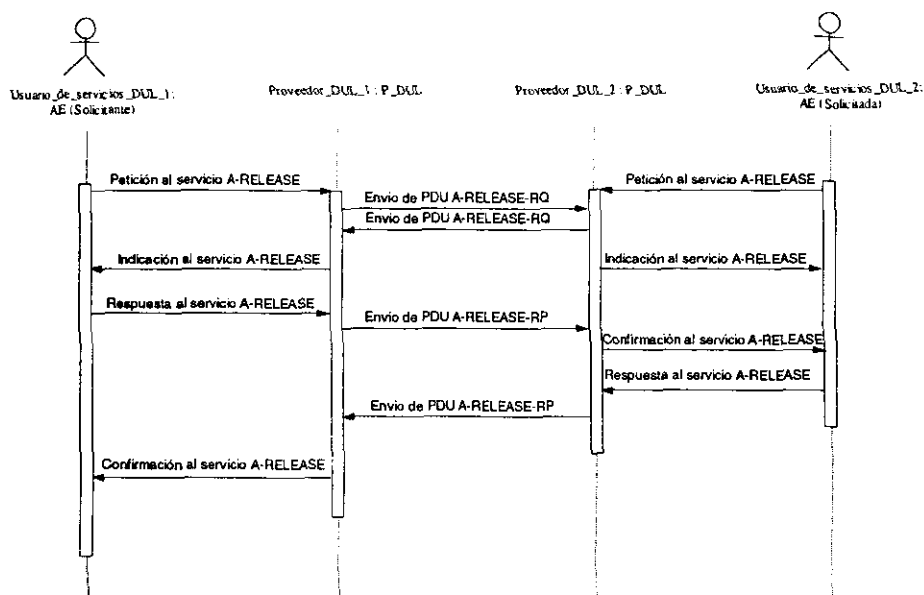 Usuario_de_servicios_DUL_1:
AE (Solicitante)
Proveedor_DUL_1 : P_DUL
Proveedor_DUL_2 : P_DUL
Usuario_de_servicios_DUL_2:
AE (Solicitada)
Petición al servicio A-RELEASE
Petición al servicio A-RELEASE
Envio de PDU A-RELEASE-RQ
Envio de PDU A-RELEASE-RQ
Indicación al servicio A-RELEASE
Indicación al servicio A-RELEASE
Respuesta al servicio A-RELEASE
Envio de PDU A-RELEASE-RP
Confirmación al servicio A-RELEASE
Respuesta al servicio A-RELEASE
Envio de PDU A-RELEASE-RP
Confirmación al servicio A-RELEASE